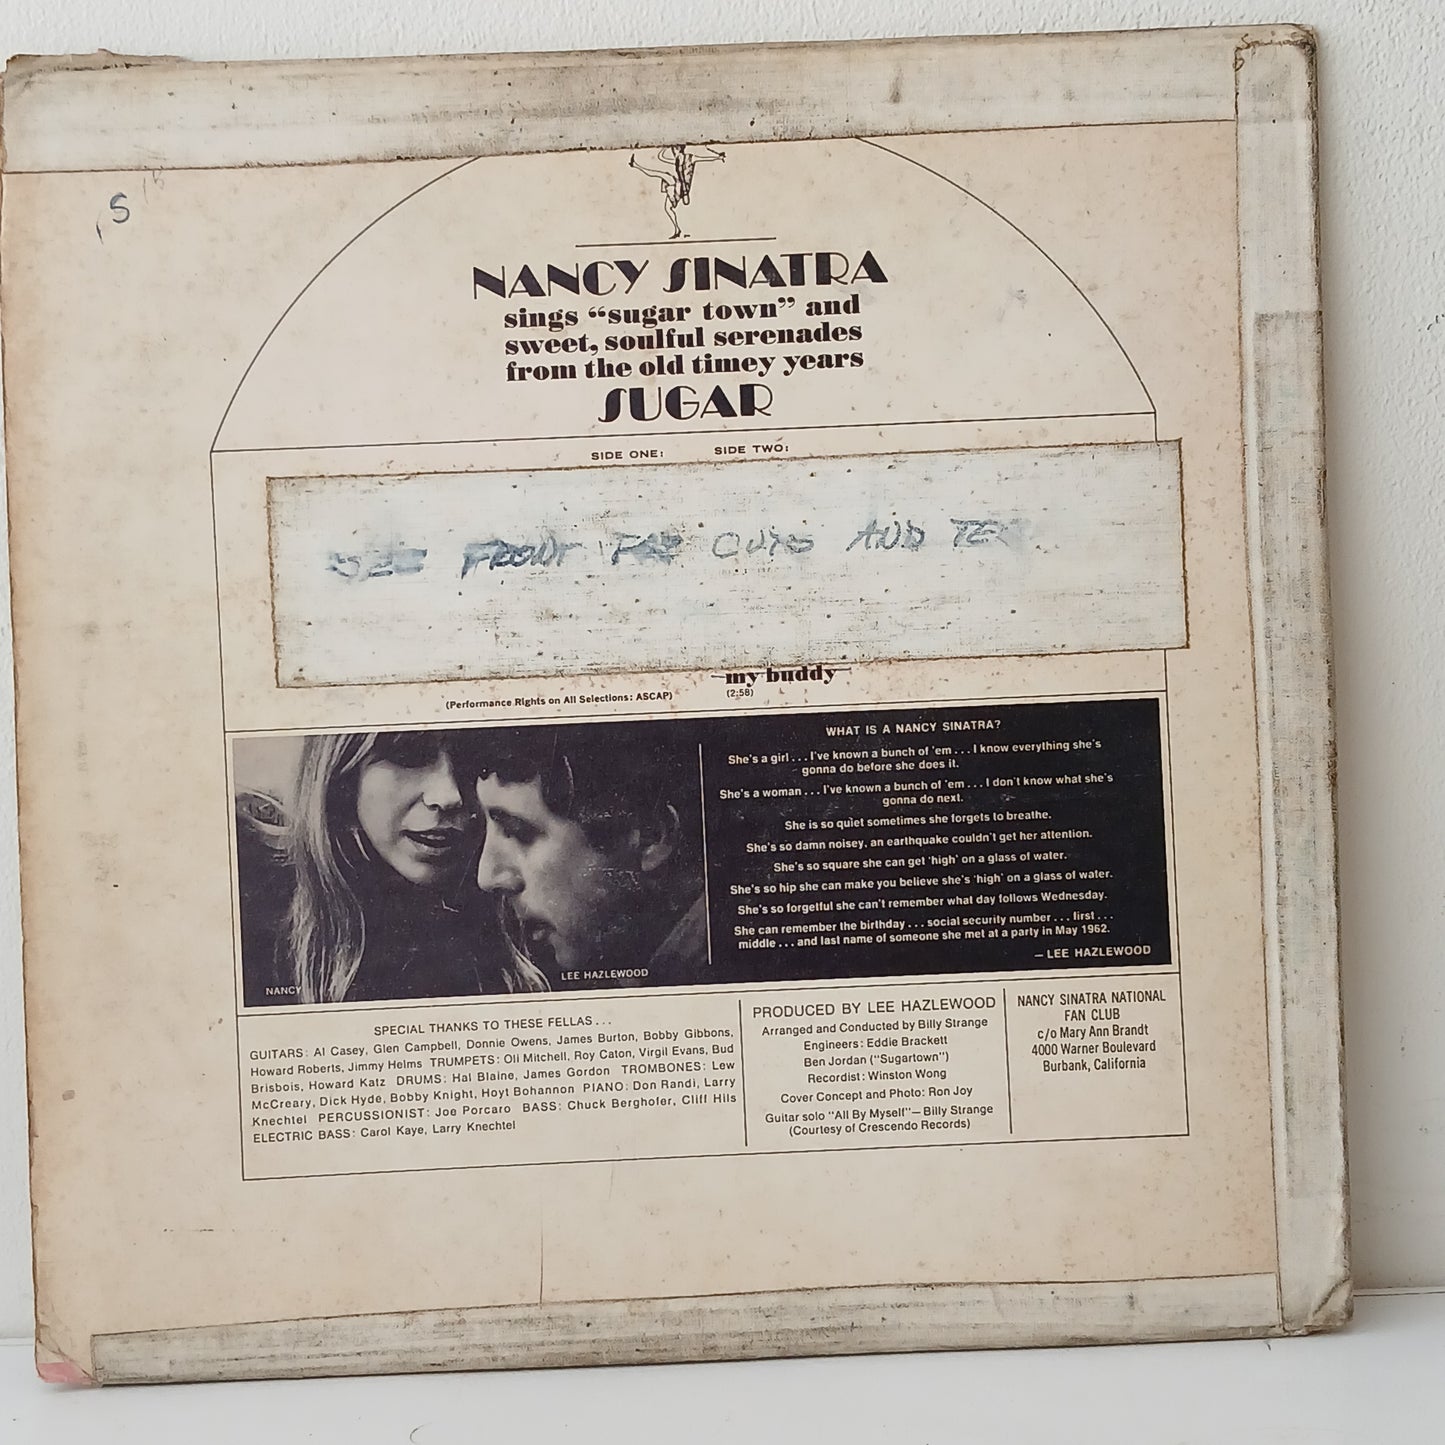 S
NANCY SINATRA
sings “sugar town” and
sweet, soulful serenades
from the old timey years
SUGAR
SIDE ONE:
SIDE TWO:
SEE FRONT FOR CUTS AND
my buddy
(2:58)
(Performance Rights on All Selections: ASCAP)
NANCY
LEE HAZLEWOOD
WHAT IS A NANCY SINATRA?
She's a girl . . . I've known a bunch of 'em . . . I know everything she's
gonna do before she does it.
She's a woman . . . I've known a bunch of 'em . . . I don't know what she's
gonna do next.
She is so quiet sometimes she forgets to breathe.
She's so damn noisey, an earthquake couldn't get her attention.
She's so square she can get 'high' on a glass of water.
She's so hip she can make you believe she's 'high' on a glass of water.
She's so forgetful she can't remember what day follows Wednesday.
She can remember the birthday . . . social security number . . . first . . .
middle . . . and last name of someone she met at a party in May 1962.
— LEE HAZLEWOOD
SPECIAL THANKS TO THESE FELLAS . . .
GUITARS: Al Casey, Glen Campbell, Donnie Owens, James Burton, Bobby Gibbons,
Howard Roberts, Jimmy Helms TRUMPETS: Oli Mitchell, Roy Caton, Virgil Evans, Bud
Brisbois, Howard Katz DRUMS: Hal Blaine, James Gordon TROMBONES: Lew
McCreary, Dick Hyde, Bobby Knight, Hoyt Bohannon PIANO: Don Randi, Larry
Knechtel PERCUSSIONIST: Joe Porcaro BASS: Chuck Berghofer, Cliff Hils
ELECTRIC BASS: Carol Kaye, Larry Knechtel
PRODUCED BY LEE HAZLEWOOD
Arranged and Conducted by Billy Strange
Engineers: Eddie Brackett
Ben Jordan ("Sugartown")
Recordist: Winston Wong
Cover Concept and Photo: Ron Joy
Guitar solo "All By Myself"— Billy Strange
(Courtesy of Crescendo Records)
NANCY SINATRA NATIONAL
FAN CLUB
c/o Mary Ann Brandt
4000 Warner Boulevard
Burbank, California